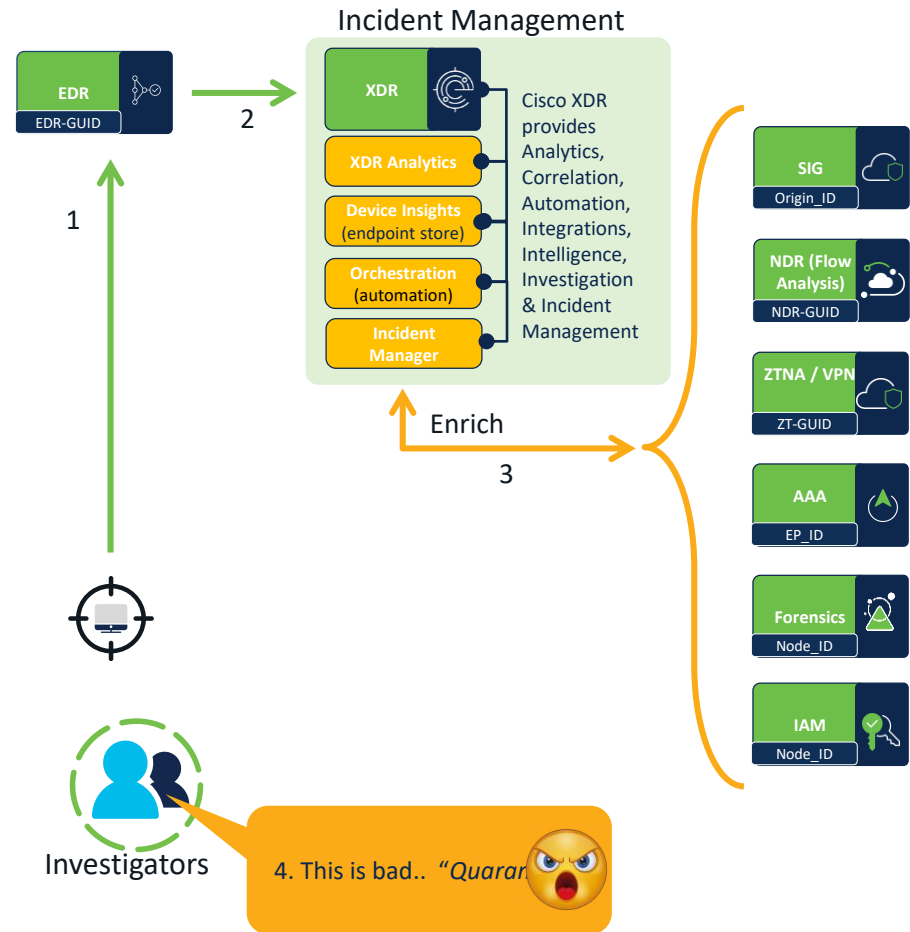 Incident Management
EDR
EDR-GUID
2
1
XDR
XDR Analytics
Device Insights
(endpoint store)
Orchestration
(automation)
Incident
Manager
Cisco XDR
provides
Analytics,
Correlation,
Automation,
Integrations,
Intelligence,
Investigation
& Incident
Management
Enrich
3
SIG
Origin_ID
NDR (Flow
Analysis)
NDR-GUID
ZTNA / VPN
ZT-GUID
AAA
EP_ID
Forensics
Node_ID
IAM
Node_ID
Investigators
4. This is bad.. “